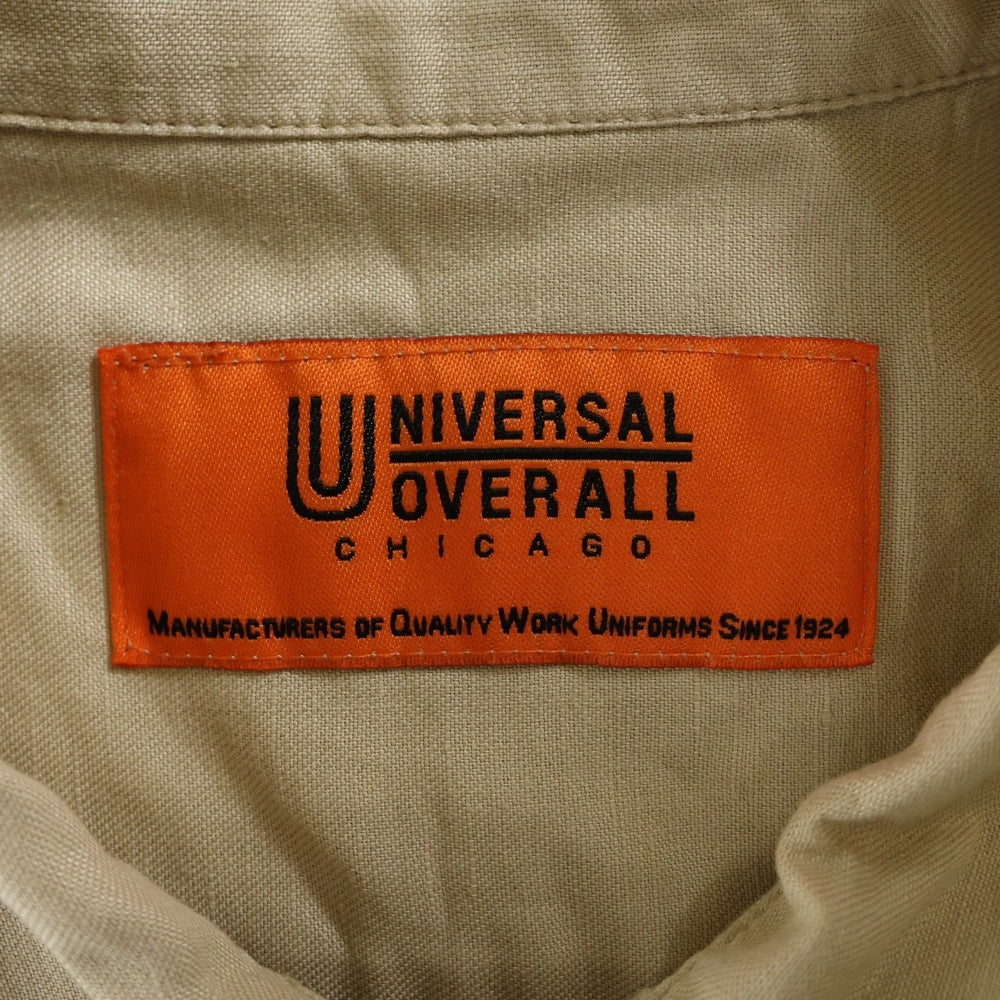 UNIVERSAL
OVERALL
CHICAGO
MANUFACTURERS OF QUALITY WORK UNIFORMS SINCE 1924